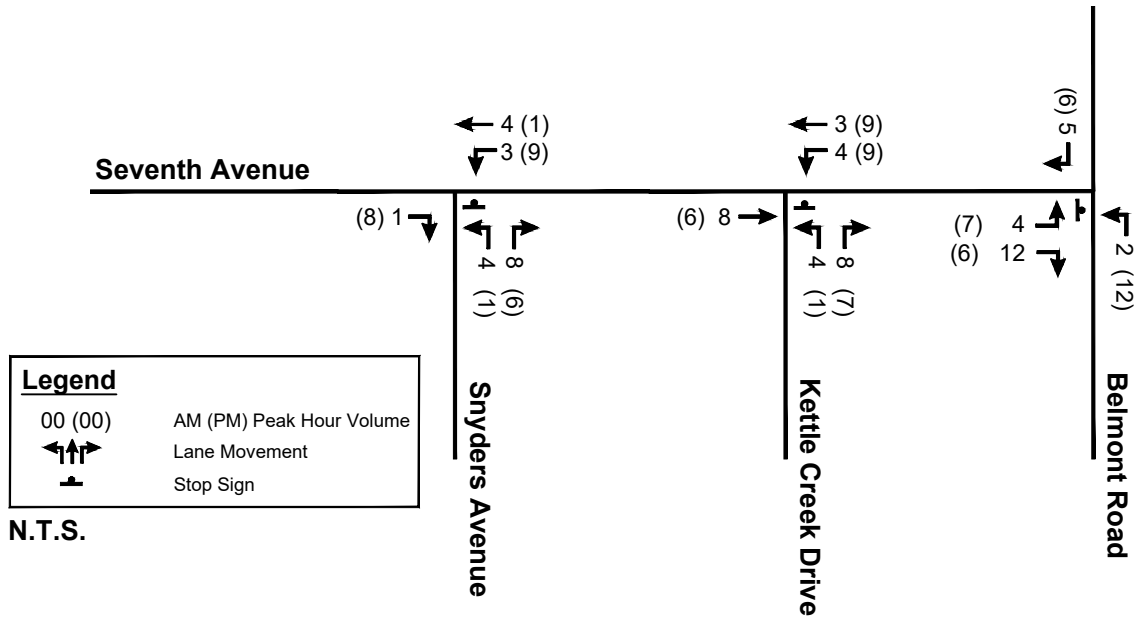 (6) 5
4 (1)
3 (9)
3 (9)
4 (9)
Seventh Avenue
(8) 1
(6) 8
(7) 4
(6) 12
4 (1)
8 (6)
4 (1)
8 (7)
2 (12)
Snyders Avenue
Kettle Creek Drive
Belmont Road
Legend
00 (00) AM (PM) Peak Hour Volume
Lane Movement
Stop Sign
N.T.S.